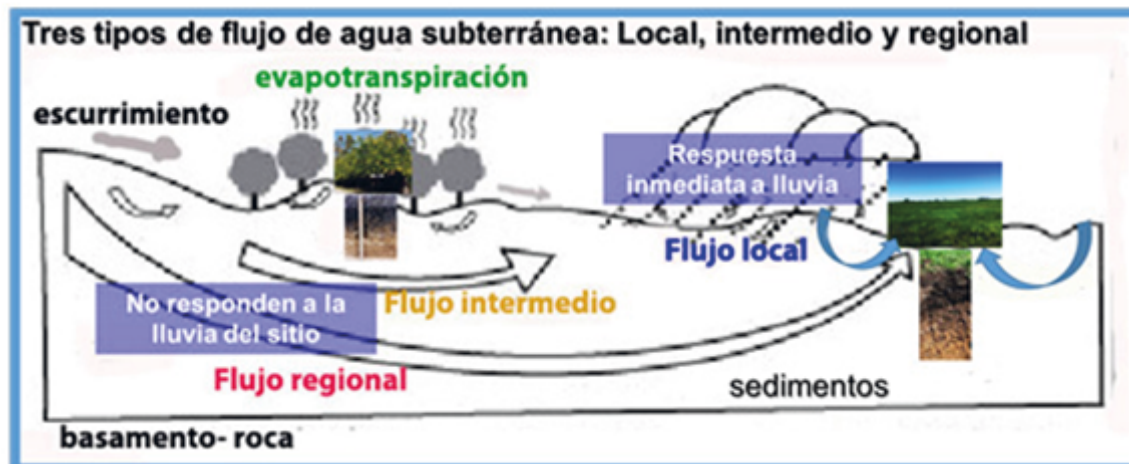 Tres tipos de flujo de agua subterránea: Local, intermedio y regional
evapotranspiración
escurrimiento
Respuesta
inmediata a lluvia
Flujo local
No responden a la
lluvia del sitio
Flujo intermedio
Flujo regional
sedimentos
basamento- roca